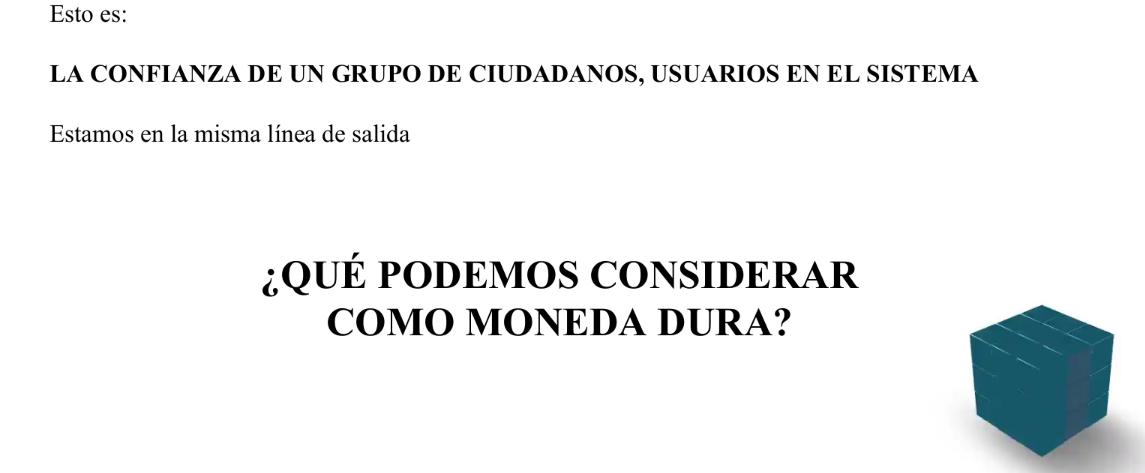 Esto es:
LA CONFIANZA DE UN GRUPO DE CIUDADANOS, USUARIOS EN EL SISTEMA
Estamos en la misma línea de salida
¿QUÉ PODEMOS CONSIDERAR
COMO MONEDA DURA?